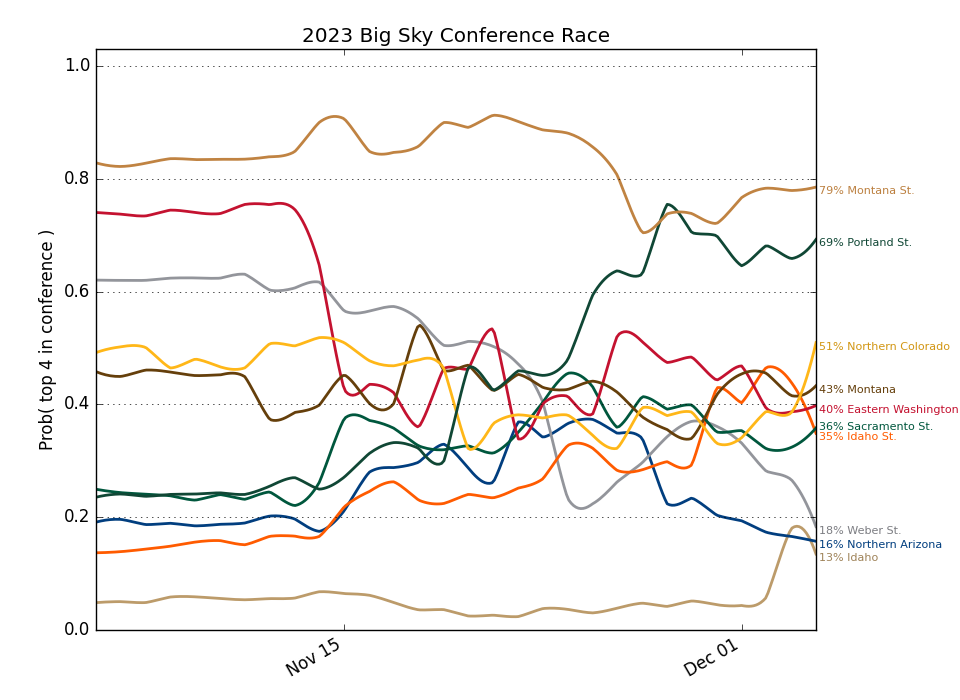 2023 Big Sky Conference Race
Prob( top 4 in conference )
1.0
0.8
0.6
0.4
0.2
0.0
Nov 15
Dec 01
79% Montana St.
69% Portland St.
51% Northern Colorado
43% Montana
40% Eastern Washington
36% Sacramento St.
35% Idaho St.
18% Weber St.
16% Northern Arizona
13% Idaho